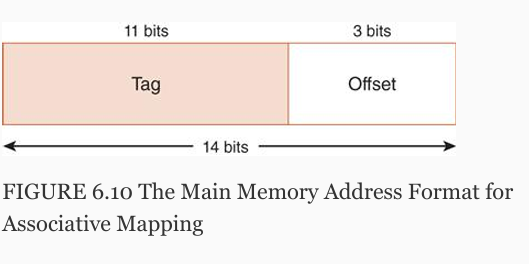 11 bits 3 bits
Tag Offset
14 bits
FIGURE 6.10 The Main Memory Address Format for
Associative Mapping